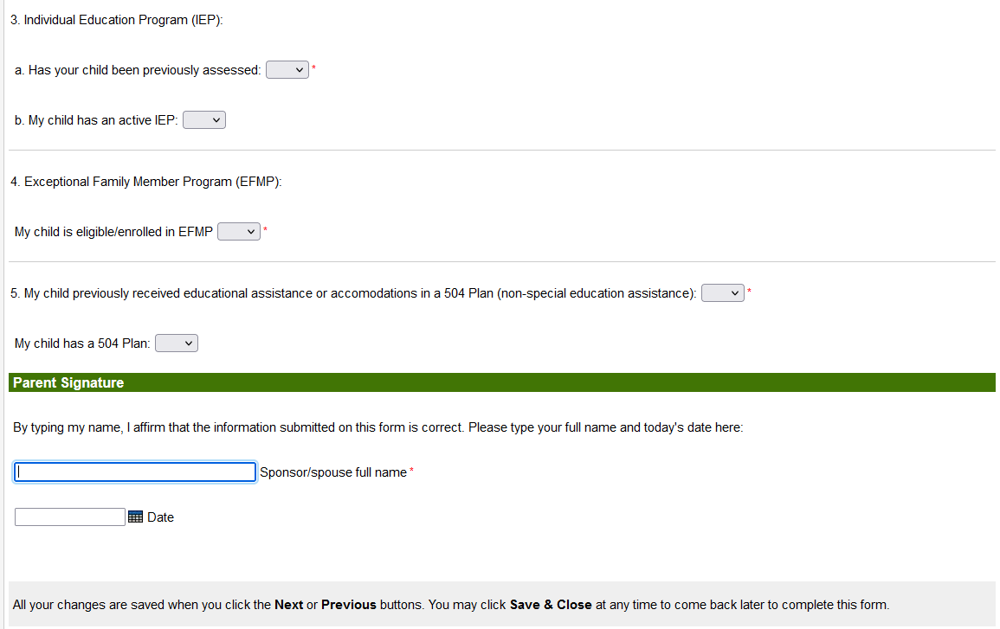 3. Individual Education Program (IEP):
a. Has your child been previously assessed: *
b. My child has an active IEP:
4. Exceptional Family Member Program (EFMP):
My child is eligible/enrolled in EFMP *
5. My child previously received educational assistance or accomodations in a 504 Plan (non-special education assistance): *
My child has a 504 Plan:
Parent Signature
By typing my name, I affirm that the information submitted on this form is correct. Please type your full name and today's date here:
Sponsor/spouse full name *
Date
All your changes are saved when you click the Next or Previous buttons. You may click Save & Close at any time to come back later to complete this form.